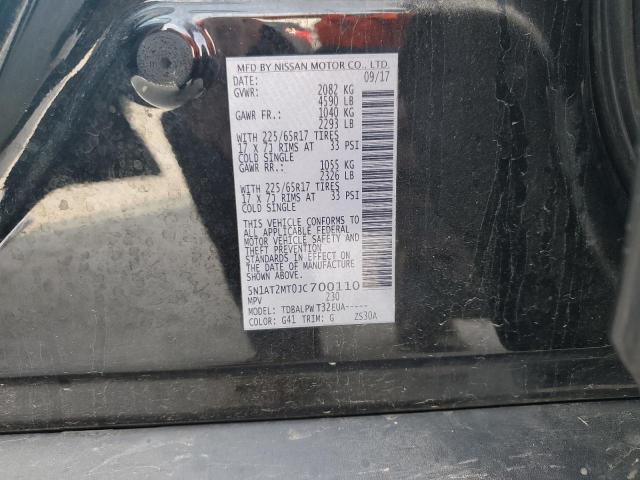 MFD BY NISSAN MOTOR CO., LTD.
DATE: 09/17
GVWR: 2082 KG
4590 LB
GAWR FR.: 1040 KG
2293 LB
WITH 225/65R17 TIRES
17 X 7J RIMS AT 33 PSI
COLD SINGLE
GAWR RR.: 1055 KG
2326 LB
WITH 225/65R17 TIRES
17 X 7J RIMS AT 33 PSI
COLD SINGLE
THIS VEHICLE CONFORMS TO
ALL APPLICABLE FEDERAL
MOTOR VEHICLE SAFETY AND
THEFT PREVENTION
STANDARDS IN EFFECT ON
THE DATE OF MANUFACTURE
SHOWN ABOVE.
5N1AT2MT0JC700110
MPV 230
MODEL: TDBALPWT32EUA-----
COLOR: G41 TRIM: G ZS30A